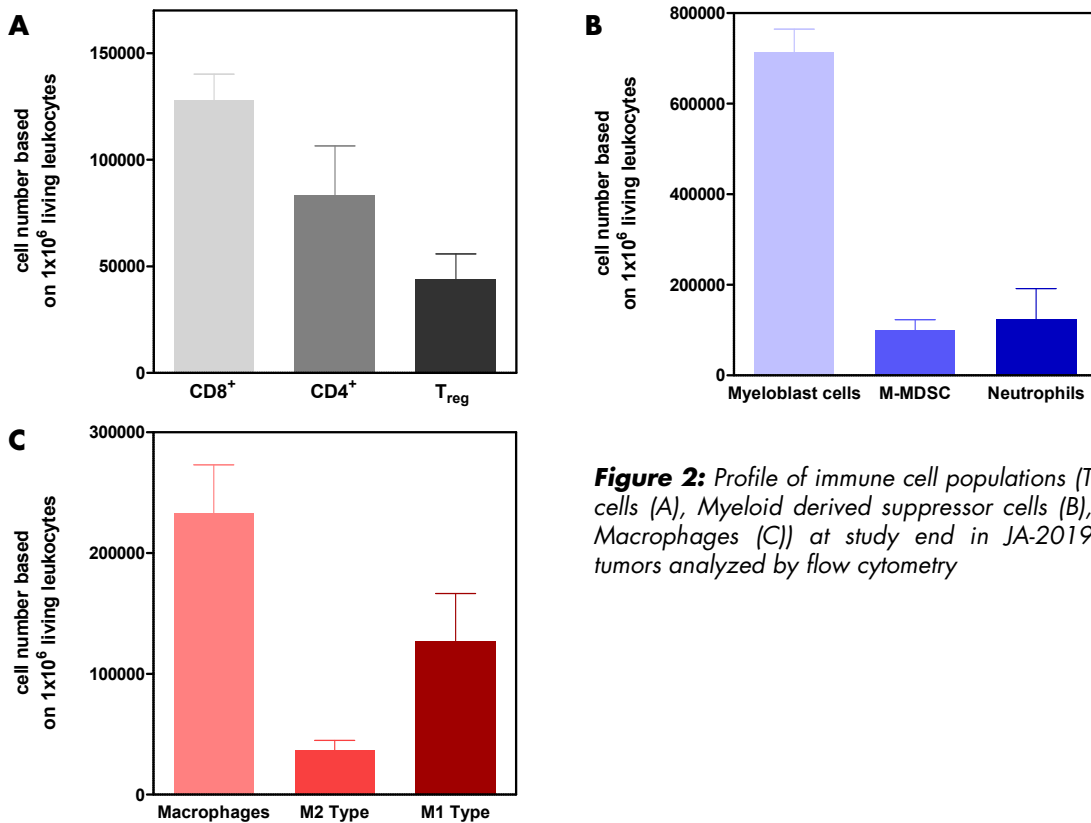 A
cell number based
on 1x10⁶ living leukocytes
150000
100000
50000
0
CD8⁺ CD4⁺ Treg
B
cell number based
on 1x10⁶ living leukocytes
800000
600000
400000
200000
0
Myeloblast cells M-MDSC Neutrophils
C
cell number based
on 1x10⁶ living leukocytes
300000
200000
100000
0
Macrophages M2 Type M1 Type
Figure 2: Profile of immune cell populations (T
cells (A), Myeloid derived suppressor cells (B),
Macrophages (C)) at study end in JA-2019
tumors analyzed by flow cytometry